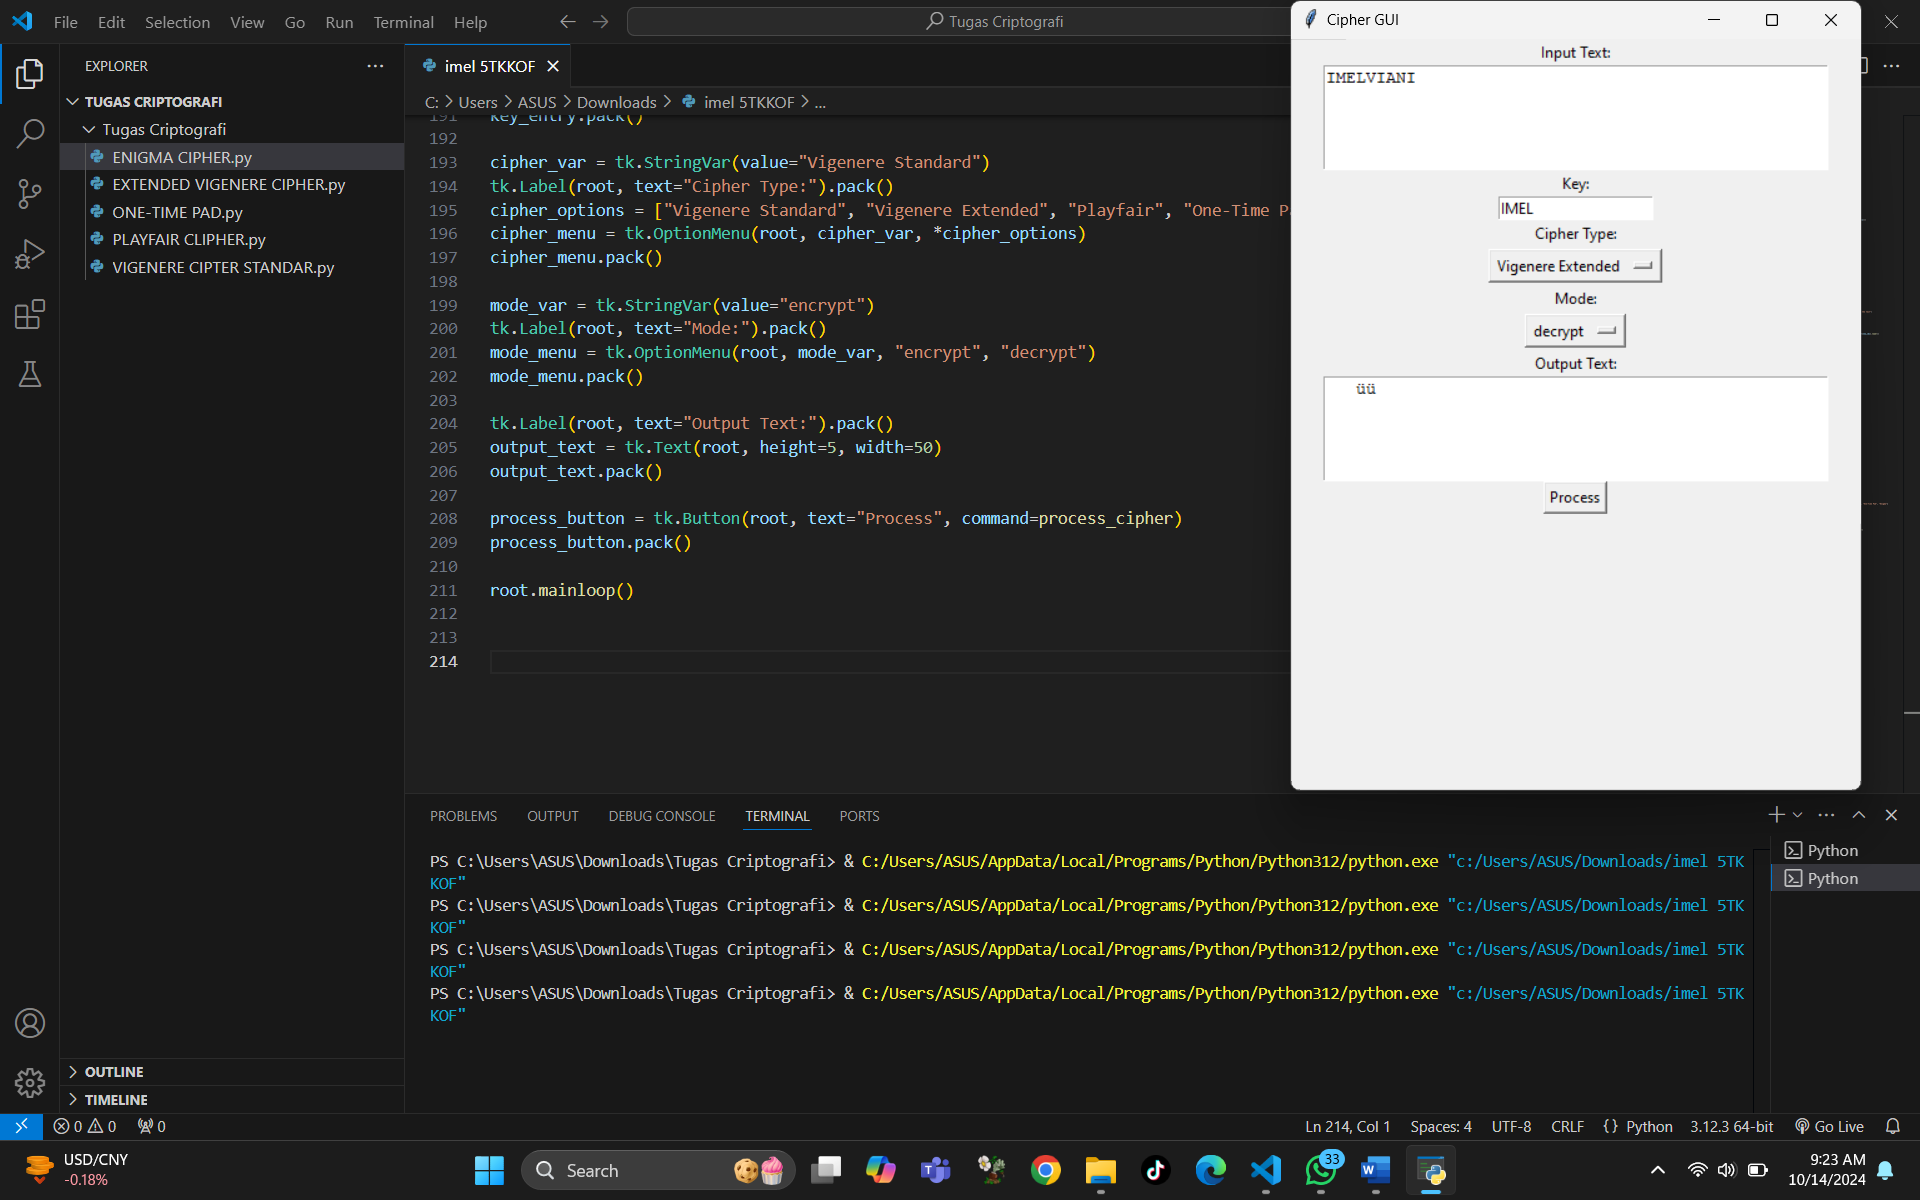 File Edit Selection View Go Run Terminal Help
Tugas Criptografi
EXPLORER
TUGAS CRIPTOGRAFI
Tugas Criptografi
ENIGMA CIPHER.py
EXTENDED VIGENERE CIPHER.py
ONE-TIME PAD.py
PLAYFAIR CLIPHER.py
VIGENERE CIPTER STANDAR.py
OUTLINE
TIMELINE
imel 5TKKOF
C: > Users > ASUS > Downloads > imel 5TKKOF > ...
191 key_entry.pack()
192
193 cipher_var = tk.StringVar(value="Vigenere Standard")
194 tk.Label(root, text="Cipher Type:").pack()
195 cipher_options = ["Vigenere Standard", "Vigenere Extended", "Playfair", "One-Time P
196 cipher_menu = tk.OptionMenu(root, cipher_var, *cipher_options)
197 cipher_menu.pack()
198
199 mode_var = tk.StringVar(value="encrypt")
200 tk.Label(root, text="Mode:").pack()
201 mode_menu = tk.OptionMenu(root, mode_var, "encrypt", "decrypt")
202 mode_menu.pack()
203
204 tk.Label(root, text="Output Text:").pack()
205 output_text = tk.Text(root, height=5, width=50)
206 output_text.pack()
207
208 process_button = tk.Button(root, text="Process", command=process_cipher)
209 process_button.pack()
210
211 root.mainloop()
212
213
214
Cipher GUI
Input Text:
IMELVIANI
Key:
IMEL
Cipher Type:
Vigenere Extended
Mode:
decrypt
Output Text:
üü
Process
PROBLEMS OUTPUT DEBUG CONSOLE TERMINAL PORTS
PS C:\Users\ASUS\Downloads\Tugas Criptografi> & C:/Users/ASUS/AppData/Local/Programs/Python/Python312/python.exe "c:/Users/ASUS/Downloads/imel 5TK
KOF"
PS C:\Users\ASUS\Downloads\Tugas Criptografi> & C:/Users/ASUS/AppData/Local/Programs/Python/Python312/python.exe "c:/Users/ASUS/Downloads/imel 5TK
KOF"
PS C:\Users\ASUS\Downloads\Tugas Criptografi> & C:/Users/ASUS/AppData/Local/Programs/Python/Python312/python.exe "c:/Users/ASUS/Downloads/imel 5TK
KOF"
PS C:\Users\ASUS\Downloads\Tugas Criptografi> & C:/Users/ASUS/AppData/Local/Programs/Python/Python312/python.exe "c:/Users/ASUS/Downloads/imel 5TK
KOF"
Python
Python
0 0 0
Ln 214, Col 1 Spaces: 4 UTF-8 CRLF {} Python 3.12.3 64-bit Go Live
USD/CNY
-0.18%
Search
33
9:23 AM
10/14/2024